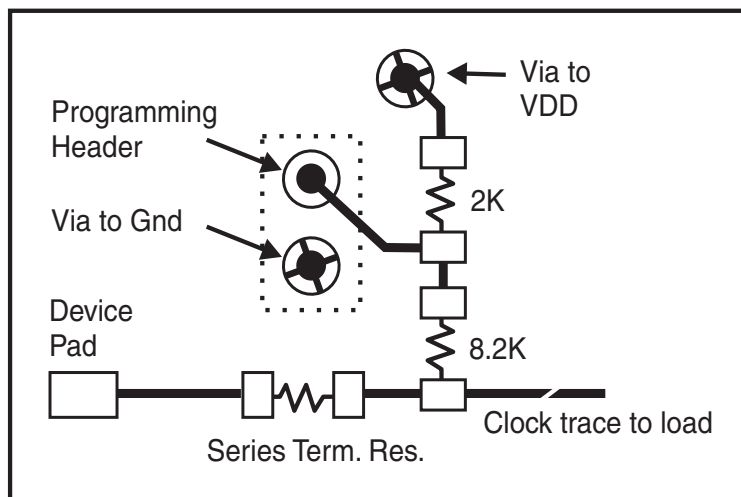 Via to
VDD
Programming
Header
2K
Via to Gnd
Device
Pad
8.2K
Clock trace to load
Series Term. Res.